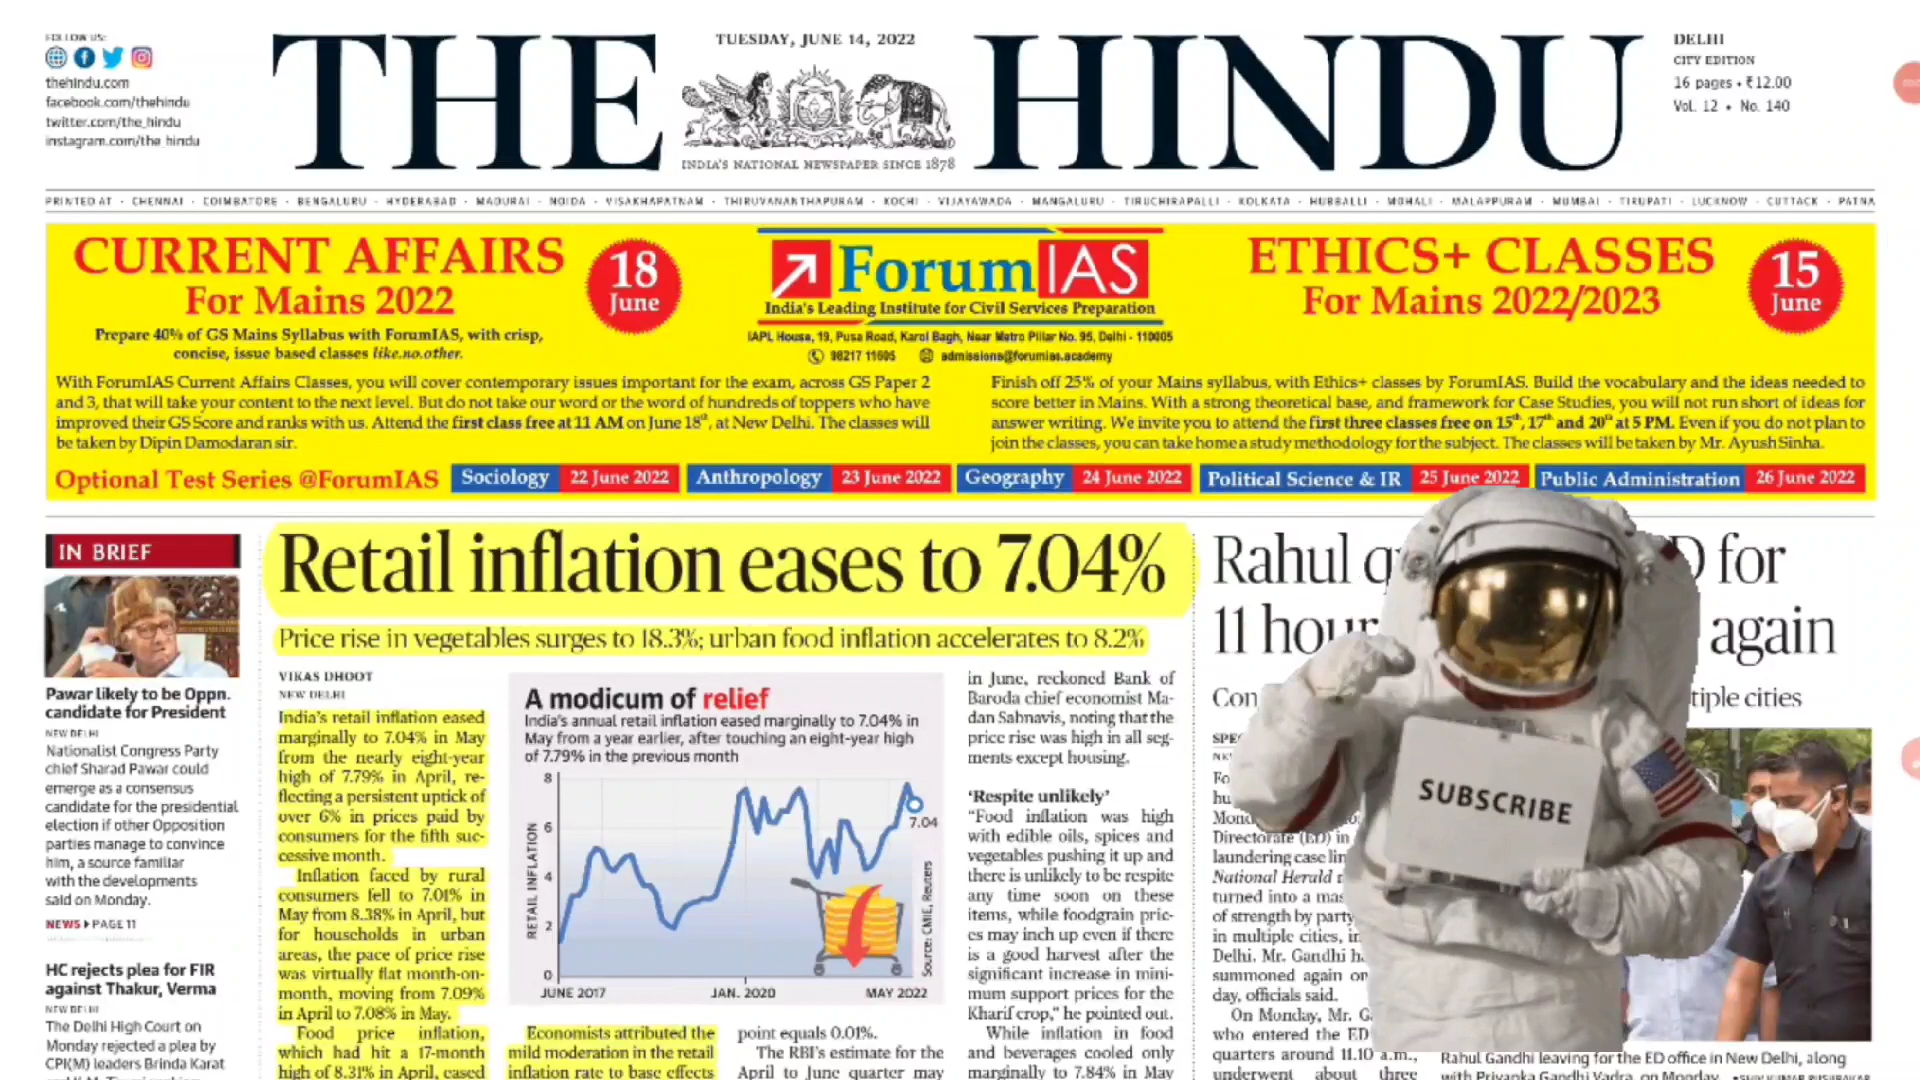 FOLLOW US:
thehindu.com
facebook.com/thehindu
twitter.com/the_hindu
instagram.com/the_hindu
THE HINDU
TUESDAY, JUNE 14, 2022
INDIA'S NATIONAL NEWSPAPER SINCE 1878
DELHI
CITY EDITION
16 pages • ₹12.00
Vol. 12 • No. 140
PRINTED AT • CHENNAI • COIMBATORE • BENGALURU • HYDERABAD • MADURAI • NOIDA • VISAKHAPATNAM • THIRUVANANTHAPURAM • KOCHI • VIJAYAWADA • MANGALURU • TIRUCHIRAPALLI • KOLKATA • HUBBALLI • MOHALI • MALAPPURAM • MUMBAI • TIRUPATI • LUCKNOW • CUTTACK • PATNA
CURRENT AFFAIRS
For Mains 2022
18
June
Prepare 40% of GS Mains Syllabus with ForumIAS, with crisp,
concise, issue based classes like.no.other.
With ForumIAS Current Affairs Classes, you will cover contemporary issues important for the exam, across GS Paper 2
and 3, that will take your content to the next level. But do not take our word or the word of hundreds of toppers who have
improved their GS Score and ranks with us. Attend the first class free at 11 AM on June 18th, at New Delhi. The classes will
be taken by Dipin Damodaran sir.
ForumIAS
India's Leading Institute for Civil Services Preparation
IAPL House, 19, Pusa Road, Karol Bagh, Near Metro Pillar No. 95, Delhi - 110005
98217 11605 admissions@forumias.academy
ETHICS+ CLASSES
For Mains 2022/2023
15
June
Finish off 25% of your Mains syllabus, with Ethics+ classes by ForumIAS. Build the vocabulary and the ideas needed to
score better in Mains. With a strong theoretical base, and framework for Case Studies, you will not run short of ideas for
answer writing. We invite you to attend the first three classes free on 15th, 17th and 20th at 5 PM. Even if you do not plan to
join the classes, you can take home a study methodology for the subject. The classes will be taken by Mr. Ayush Sinha.
Optional Test Series @ForumIAS Sociology 22 June 2022 Anthropology 23 June 2022 Geography 24 June 2022 Political Science & IR 25 June 2022 Public Administration 26 June 2022
IN BRIEF
Pawar likely to be Oppn.
candidate for President
NEW DELHI
Nationalist Congress Party
chief Sharad Pawar could
emerge as a consensus
candidate for the presidential
election if other Opposition
parties manage to convince
him, a source familiar
with the developments
said on Monday.
NEWS PAGE 11
HC rejects plea for FIR
against Thakur, Verma
NEW DELHI
The Delhi High Court on
Monday rejected a plea by
CPI(M) leaders Brinda Karat
Retail inflation eases to 7.04%
Price rise in vegetables surges to 18.3%; urban food inflation accelerates to 8.2%
VIKAS DHOOT
NEW DELHI
India's retail inflation eased
marginally to 7.04% in May
from the nearly eight-year
high of 7.79% in April, re-
flecting a persistent uptick of
over 6% in prices paid by
consumers for the fifth suc-
cessive month.
Inflation faced by rural
consumers fell to 7.01% in
May from 8.38% in April, but
for households in urban
areas, the pace of price rise
was virtually flat month-on-
month, moving from 7.09%
in April to 7.08% in May.
Food price inflation,
which had hit a 17-month
high of 8.31% in April, eased
A modicum of relief
India's annual retail inflation eased marginally to 7.04% in
May from a year earlier, after touching an eight-year high
of 7.79% in the previous month
RETAIL INFLATION
8
6
4
2
0
7.04
JUNE 2017 JAN. 2020 MAY 2022
Source: CMIE, Reuters
Economists attributed the
mild moderation in the retail
inflation rate to base effects
point equals 0.01%.
The RBI's estimate for the
April to June quarter may
in June, reckoned Bank of
Baroda chief economist Ma-
dan Sabnavis, noting that the
price rise was high in all seg-
ments except housing.
'Respite unlikely'
"Food inflation was high
with edible oils, spices and
vegetables pushing it up and
there is unlikely to be respite
any time soon on these
items, while foodgrain pric-
es may inch up even if there
is a good harvest after the
significant increase in mini-
mum support prices for the
Kharif crop," he pointed out.
While inflation in food
and beverages cooled only
marginally to 7.84% in May
Rahul for
11 again
tiple cities
Directorate (ED) in
laundering case
National Herald
turned into a
of strength by party
in multiple cities,
Delhi. Mr. Gandhi
summoned again
day, officials said.
On Monday, Mr.
who entered the ED
quarters around 11.10 a.m.,
underwent about three
SUBSCRIBE
Rahul Gandhi leaving for the ED office in New Delhi, along
with Priyanka Gandhi Vadra, on Monday.